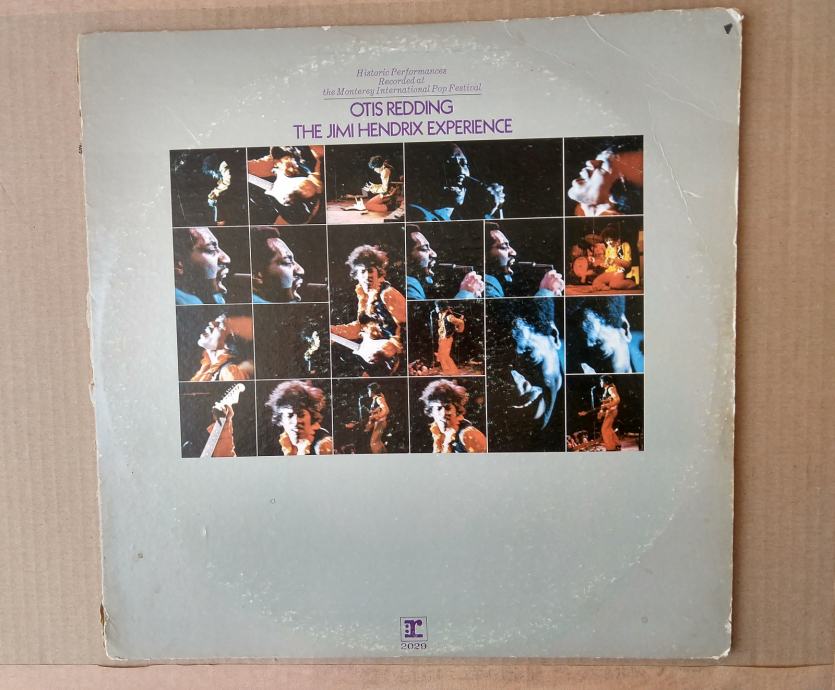 Historic Performances
Recorded at
the Monterey International Pop Festival
OTIS REDDING
THE JIMI HENDRIX EXPERIENCE
r
2029